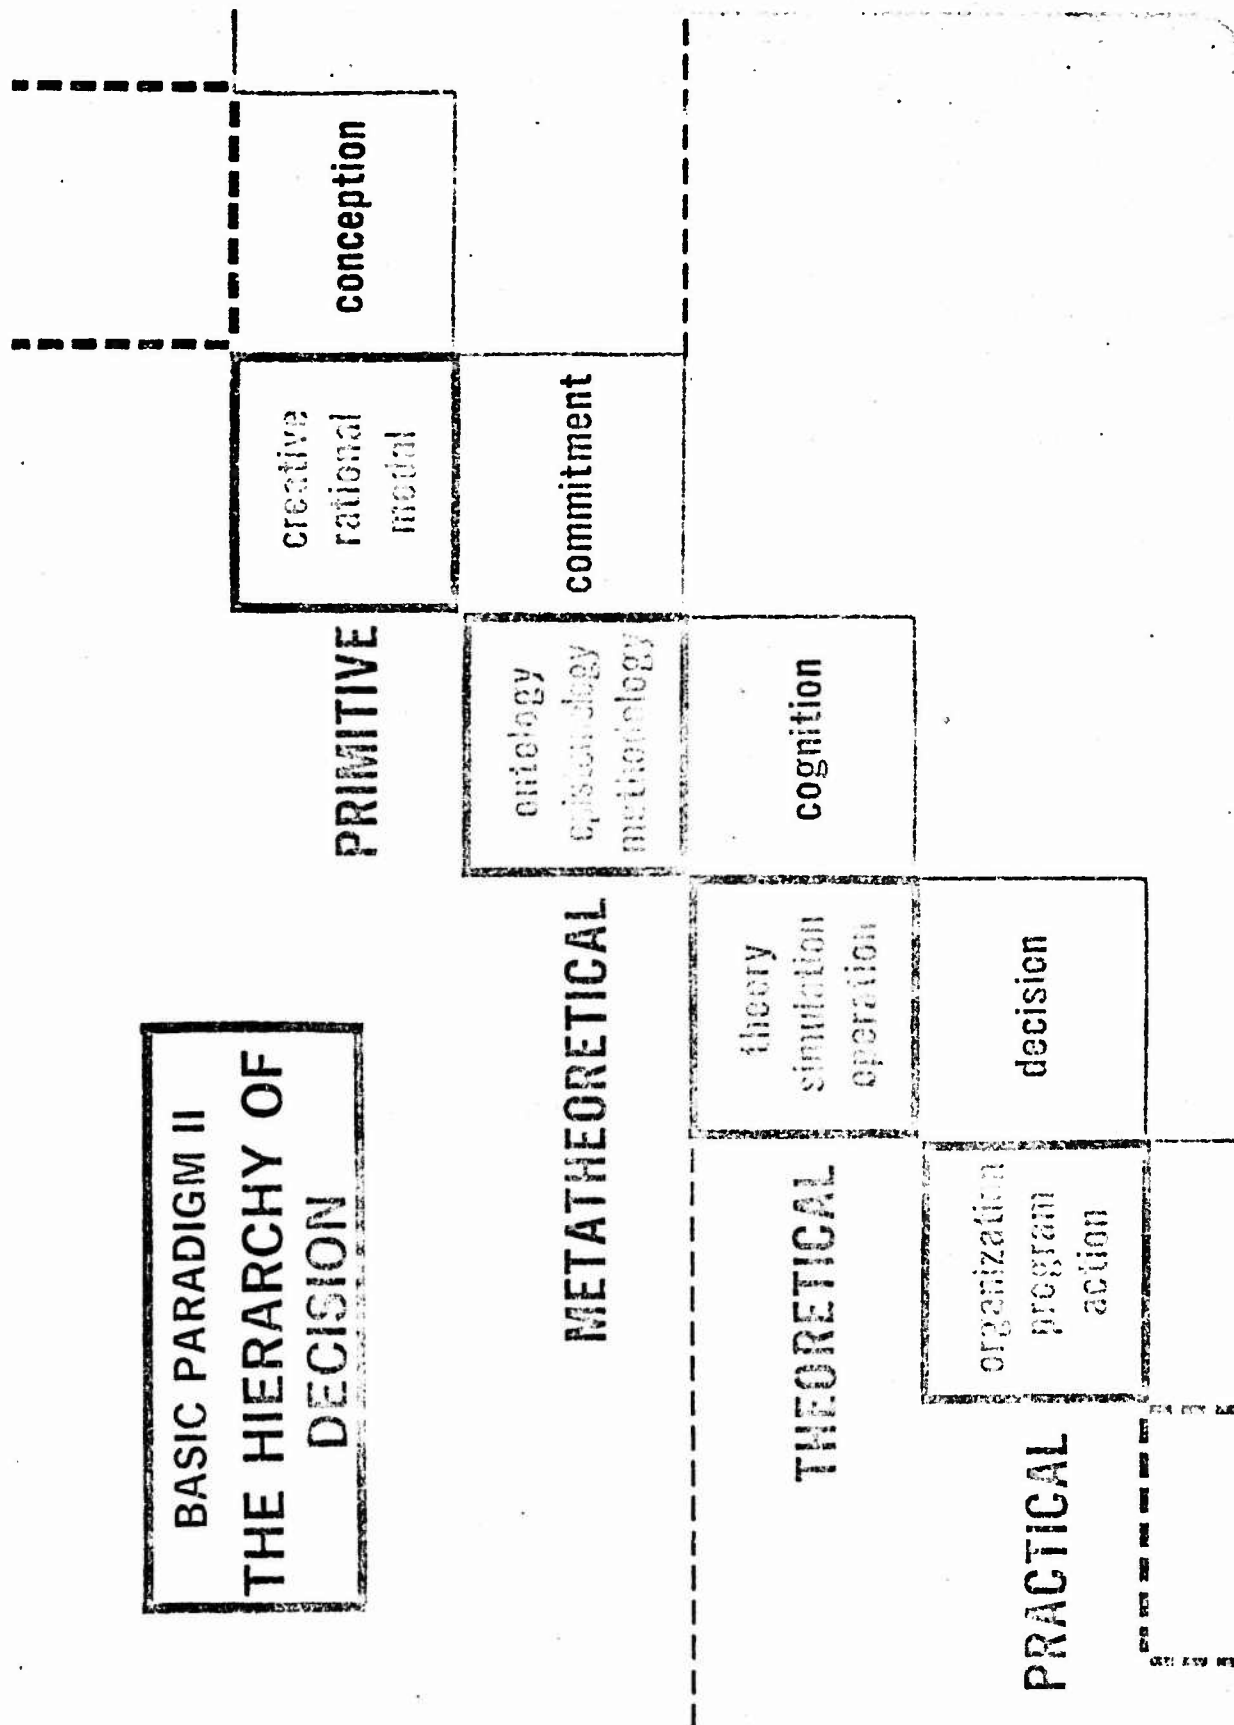 BASIC PARADIGM II
THE HIERARCHY OF
DECISION
PRIMITIVE
creative
rational
modal
conception
METATHEORETICAL
ontology
epistemology
methodology
commitment
THEORETICAL
theory
simulation
operation
cognition
PRACTICAL
organization
program
action
decision